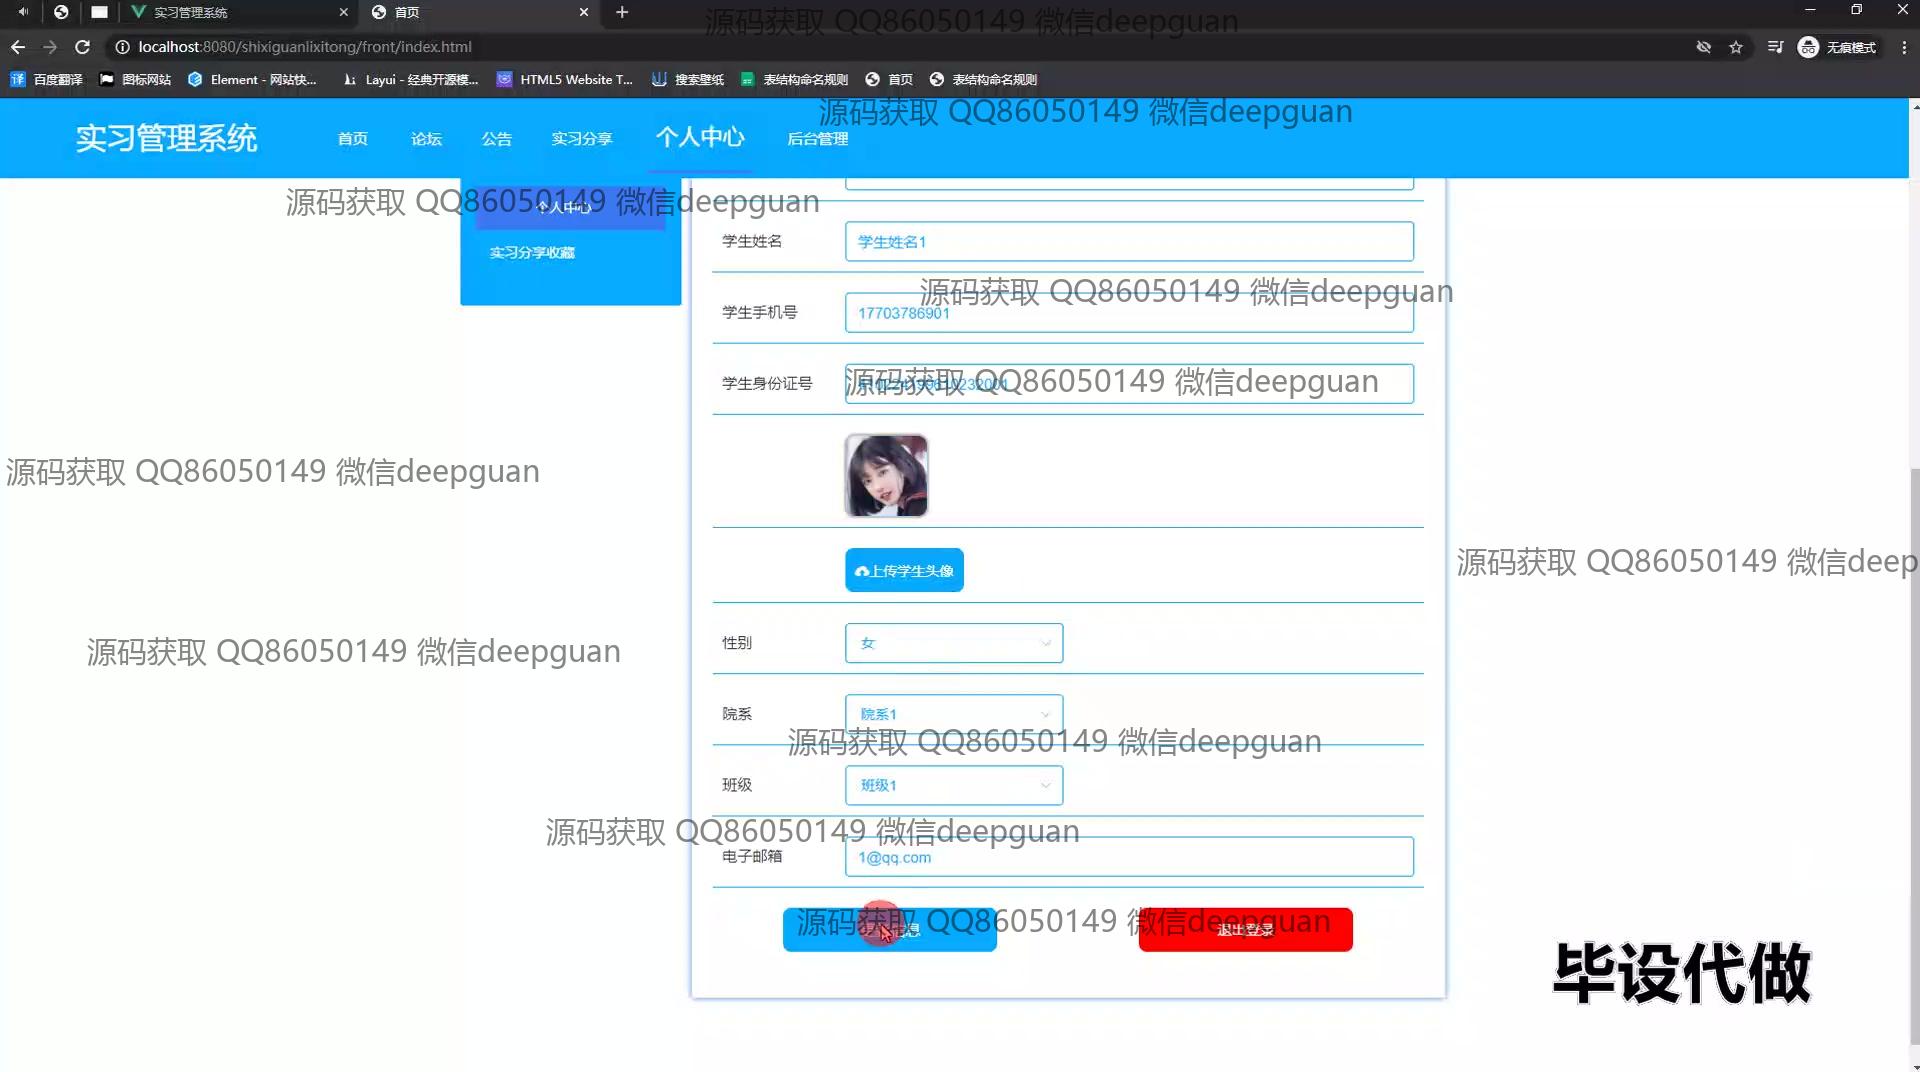 实习管理系统
首页
源码获取 QQ86050149 微信deepguan
localhost:8080/shixiguanlixitong/front/index.html
无痕模式
百度翻译
图标网站
Element - 网站快...
Layui - 经典开源模...
HTML5 Website T...
搜索壁纸
表结构命名规则
首页
表结构命名规则
源码获取 QQ86050149 微信deepguan
实习管理系统
首页
论坛
公告
实习分享
个人中心
后台管理
源码获取 QQ86050149 微信deepguan
个人中心
实习分享收藏
学生姓名
学生姓名1
源码获取 QQ86050149 微信deepguan
学生手机号
17703786901
学生身份证号
源码获取 QQ86050149 微信deepguan
源码获取 QQ86050149 微信deepguan
上传学生头像
源码获取 QQ86050149 微信deep
性别
女
源码获取 QQ86050149 微信deepguan
院系
院系1
源码获取 QQ86050149 微信deepguan
班级
班级1
源码获取 QQ86050149 微信deepguan
电子邮箱
1@qq.com
源码获取 QQ86050149 微信deepguan
退出登录
毕设代做